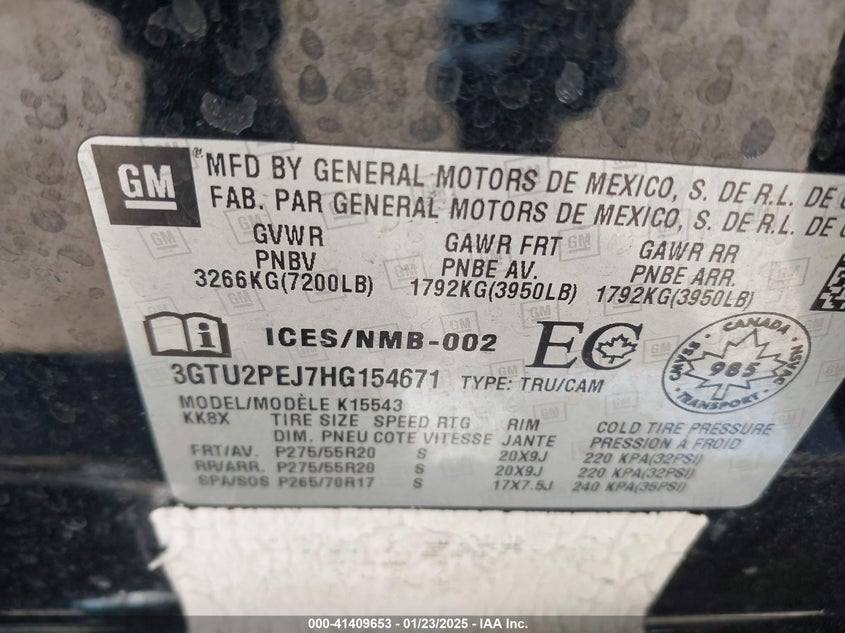 GM
MFD BY GENERAL MOTORS DE MEXICO, S. DE R.L. DE
FAB. PAR GENERAL MOTORS DE MEXICO, S. DE R.L. DE
GVWR GAWR FRT GAWR RR
PNBV PNBE AV. PNBE ARR.
3266KG(7200LB) 1792KG(3950LB) 1792KG(3950LB)
i ICES/NMB-002 EC
CANADA
985
TRANSPORT
3GTU2PEJ7HG154671 TYPE: TRU/CAM
MODEL/MODÈLE K15543
KK8X TIRE SIZE SPEED RTG RIM COLD TIRE PRESSURE
DIM. PNEU COTE VITESSE JANTE PRESSION À FROID
FRT/AV. P275/55R20 S 20X9J 220 KPA(32PSI)
RR/ARR. P275/55R20 S 20X9J 220 KPA(32PSI)
SPA/SOS P265/70R17 S 17X7.5J 240 KPA(35PSI)
000-41409653 - 01/23/2025 - IAA Inc.